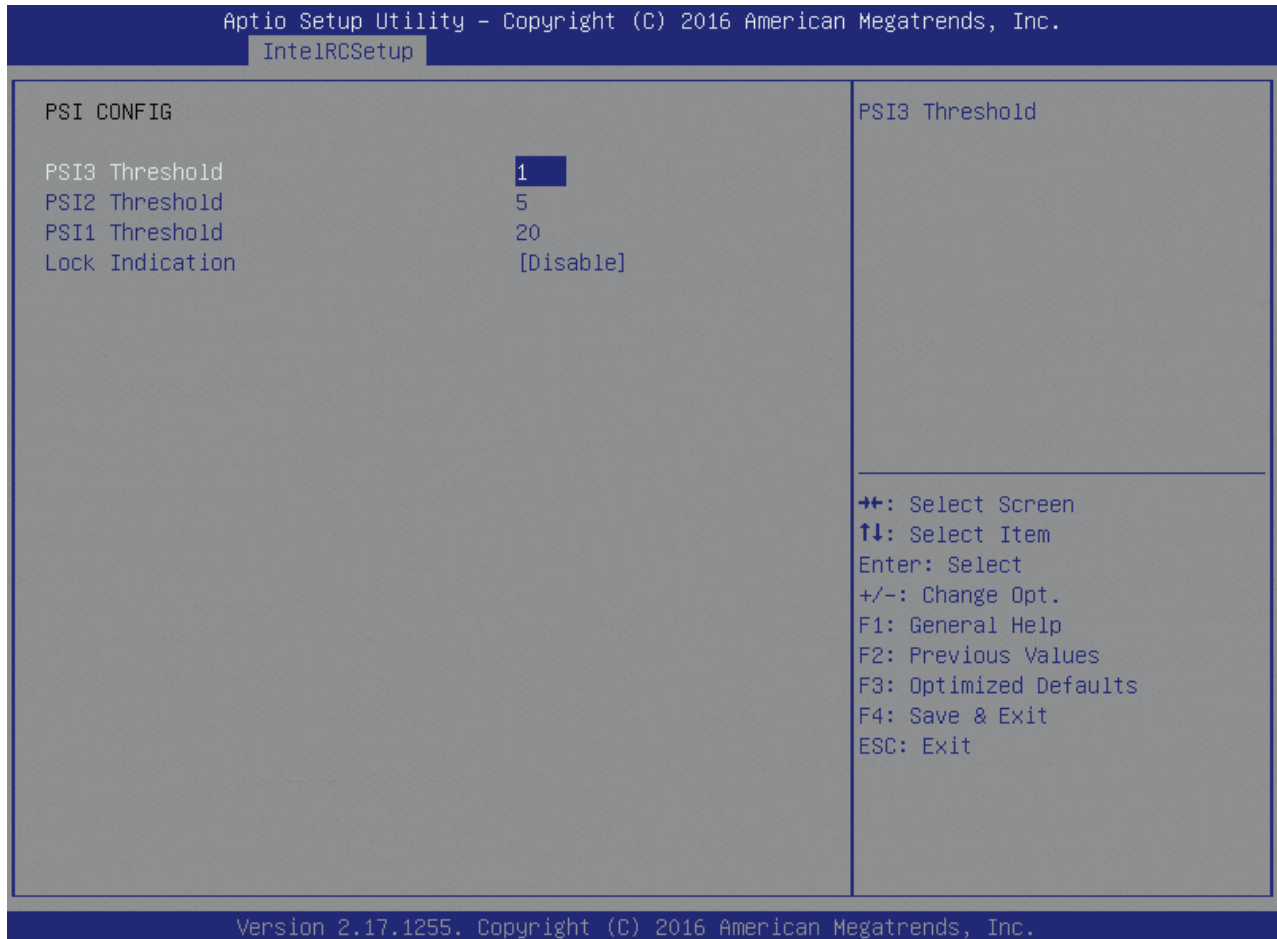 Aptio Setup Utility – Copyright (C) 2016 American Megatrends, Inc.
IntelRCSetup
PSI CONFIG
PSI3 Threshold 1
PSI2 Threshold 5
PSI1 Threshold 20
Lock Indication [Disable]
PSI3 Threshold
→←: Select Screen
↑↓: Select Item
Enter: Select
+/-: Change Opt.
F1: General Help
F2: Previous Values
F3: Optimized Defaults
F4: Save & Exit
ESC: Exit
Version 2.17.1255. Copyright (C) 2016 American Megatrends, Inc.